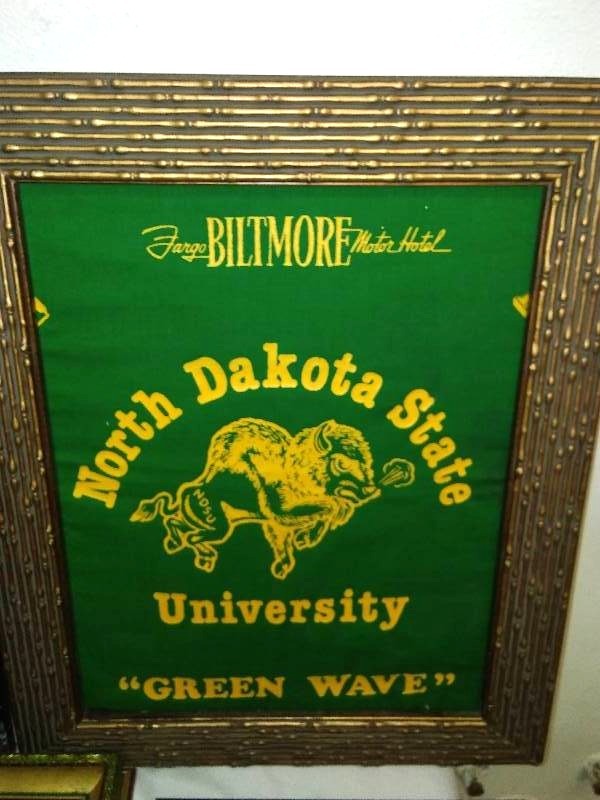 Fargo BILTMORE Motor Hotel
North Dakota State
University
"GREEN WAVE"